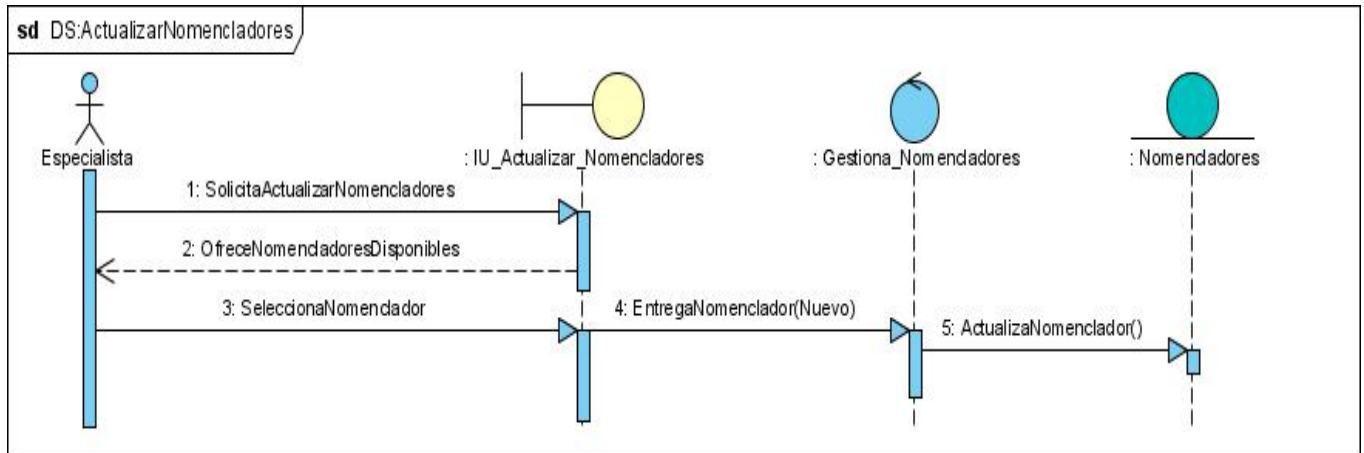 sd DS:ActualizarNomencladores
Especialista
: IU_Actualizar_Nomencladores
: Gestiona_Nomencladores
: Nomencladores
1: SolicitaActualizarNomencladores
2: OfreceNomencladoresDisponibles
3: SeleccionaNomenclador
4: EntregaNomenclador(Nuevo)
5: ActualizaNomenclador()